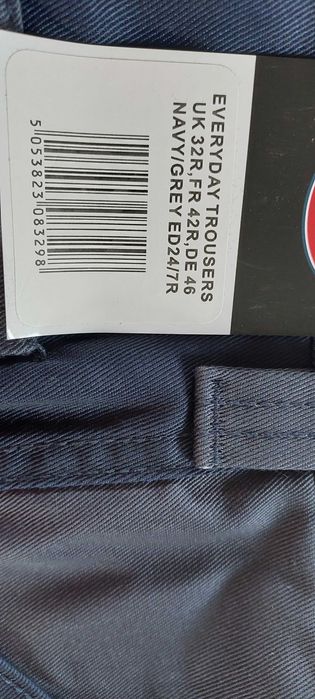 EVERYDAY TROUSERS
UK 32R,FR 42R,DE 46
NAVY/GREY ED24/7R
5 053823 083298